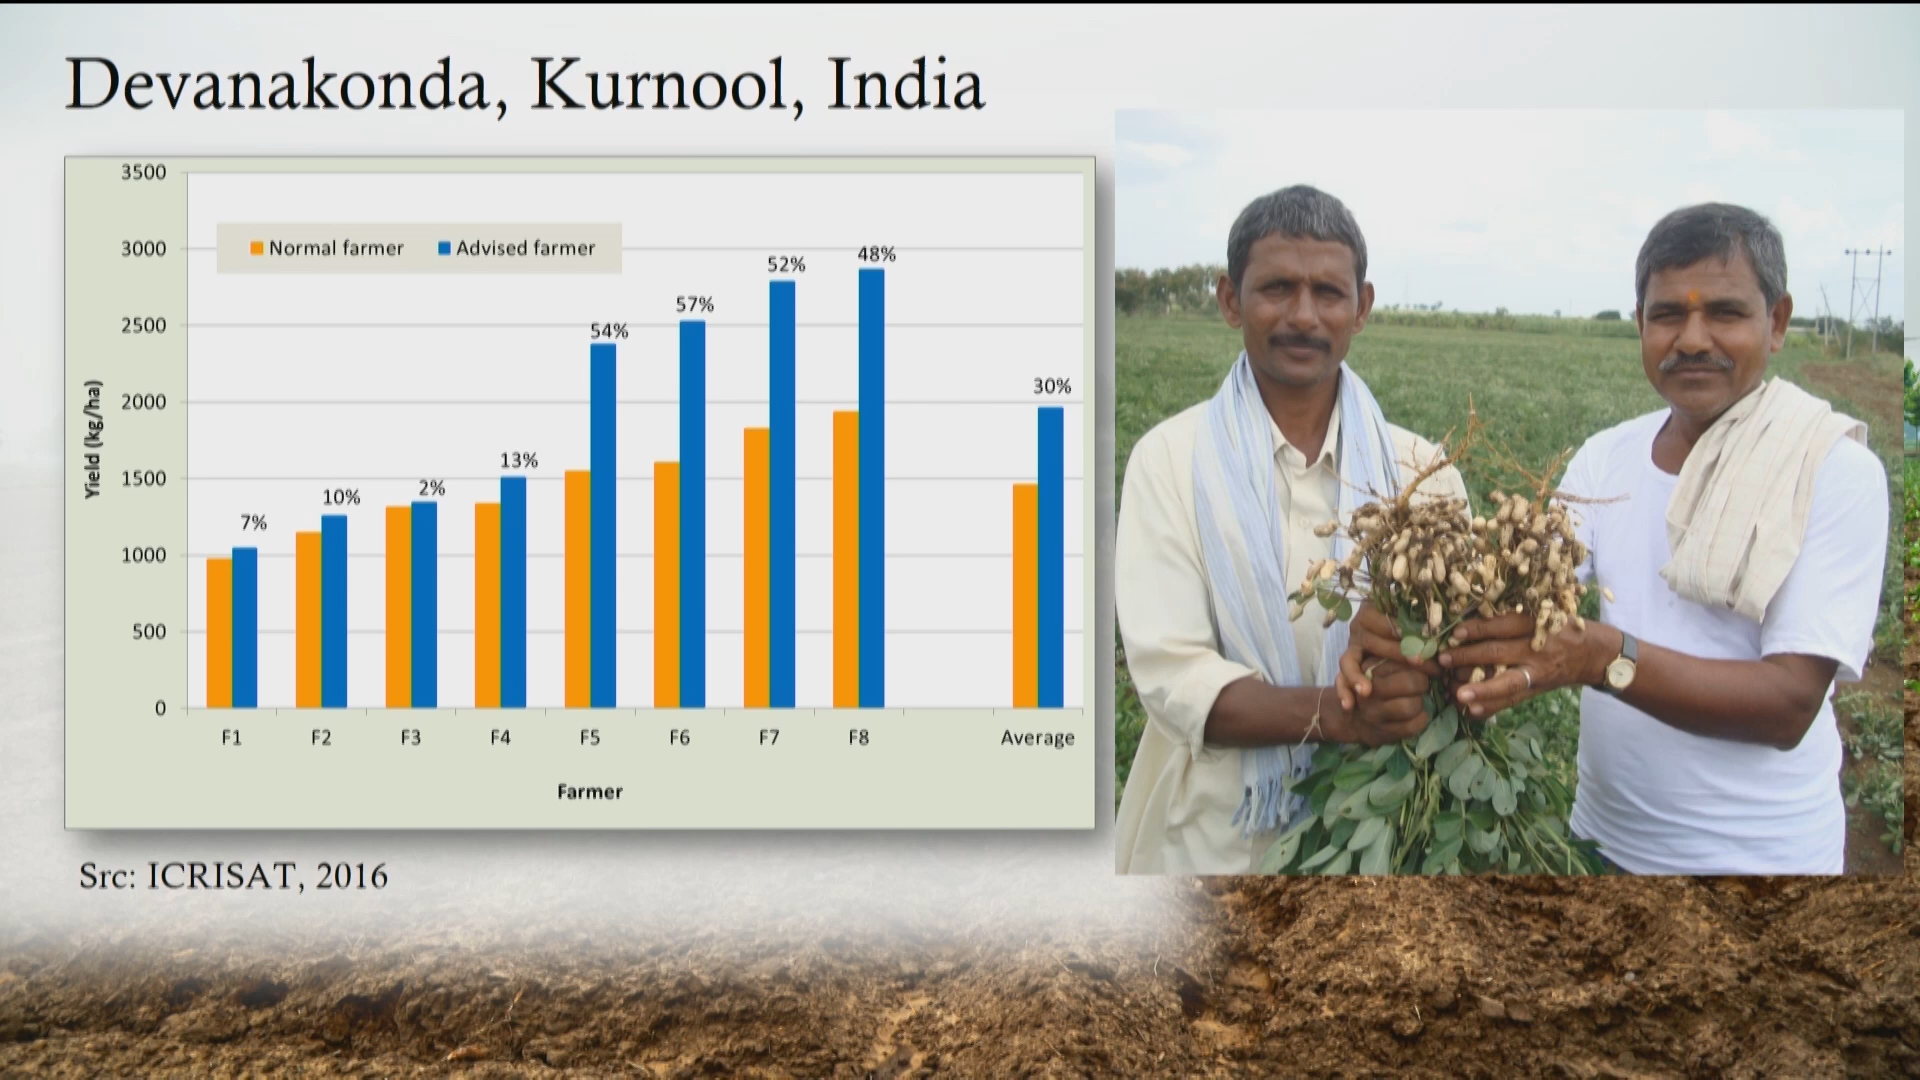 Devanakonda, Kurnool, India
3500
3000
2500
2000
1500
1000
500
0
Yield (kg/ha)
Normal farmer Advised farmer
7%
10%
2%
13%
54%
57%
52%
48%
30%
F1 F2 F3 F4 F5 F6 F7 F8 Average
Farmer
Src: ICRISAT, 2016